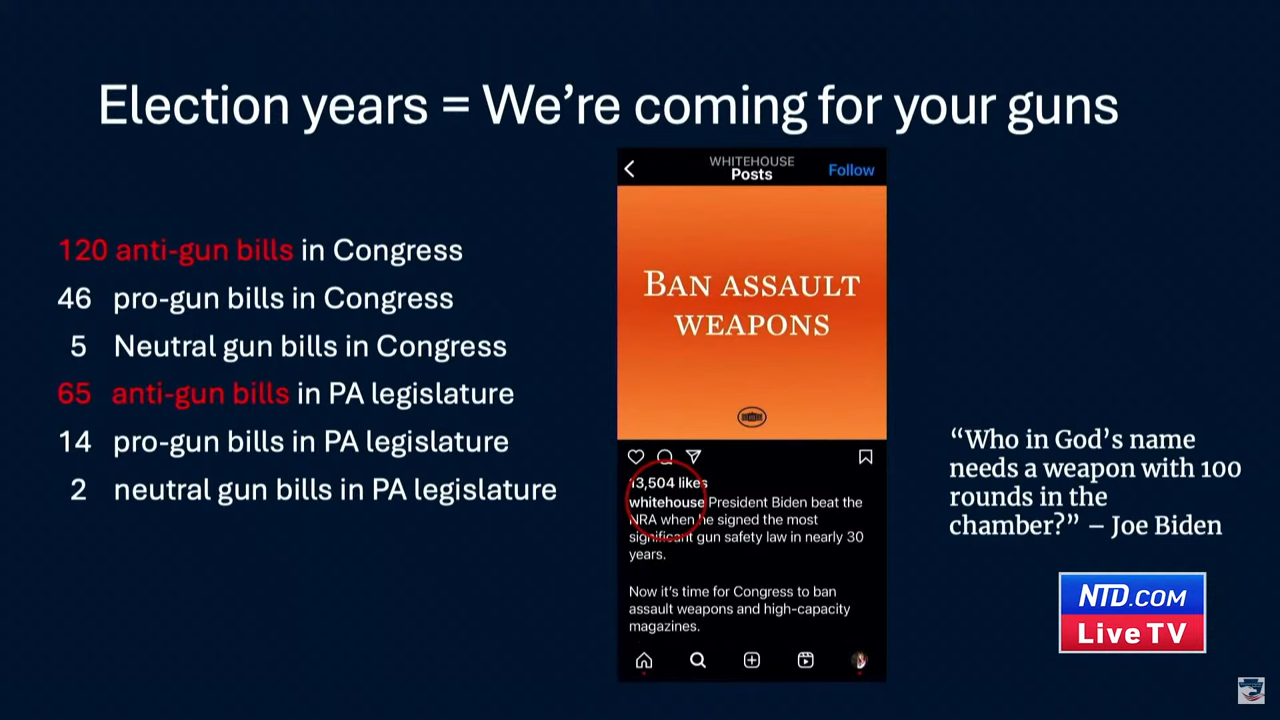 Election years = We're coming for your guns
120 anti-gun bills in Congress
46 pro-gun bills in Congress
5 Neutral gun bills in Congress
65 anti-gun bills in PA legislature
14 pro-gun bills in PA legislature
2 neutral gun bills in PA legislature
WHITEHOUSE
Posts
Follow
BAN ASSAULT
WEAPONS
13,504 likes
whitehouse President Biden beat the
NRA when he signed the most
significant gun safety law in nearly 30
years.
Now it's time for Congress to ban
assault weapons and high-capacity
magazines.
“Who in God's name
needs a weapon with 100
rounds in the
chamber?” – Joe Biden
NTD.COM
Live TV